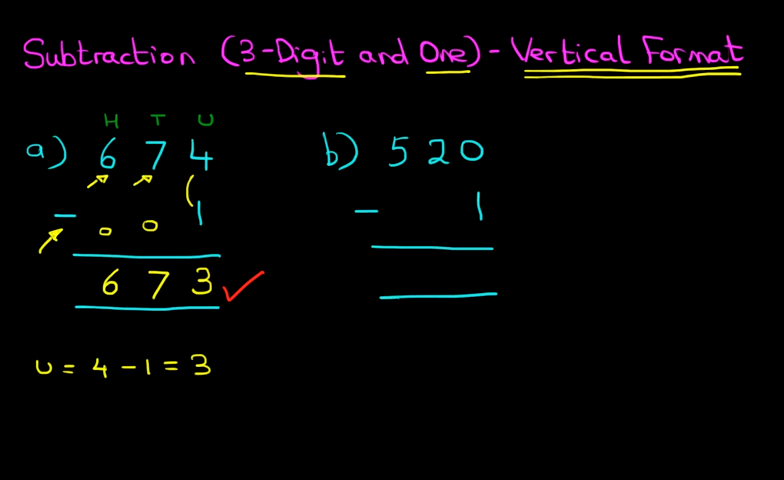 Subtraction (3-Digit and One) - Vertical Format
H T U
a) 6 7 4
- 0 0 1
6 7 3
U = 4 - 1 = 3
b) 5 2 0
- 1